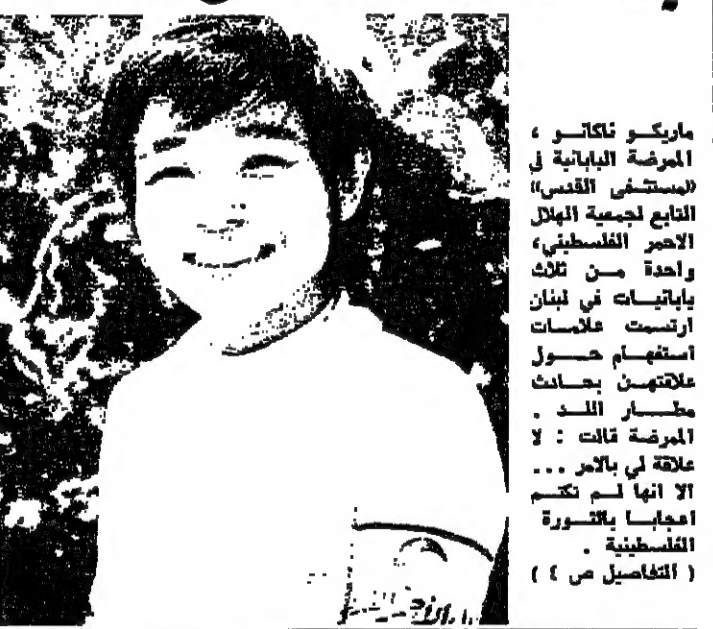 ماريكو ناكانو ،
الممرضة اليابانية في
«مستشفى القدس»
التابع لجمعية الهلال
الاحمر الفلسطيني،
واحدة من ثلاث
يابانيات في لبنان
ارتسمت علامات
استفهام حول
علاقتهن بحادث
مطار اللد .
الممرضة قالت : لا
علاقة لي بالامر ...
الا انها لم تكتم
اعجابا بالثورة
الفلسطينية .
( التفاصيل ص ٤ )